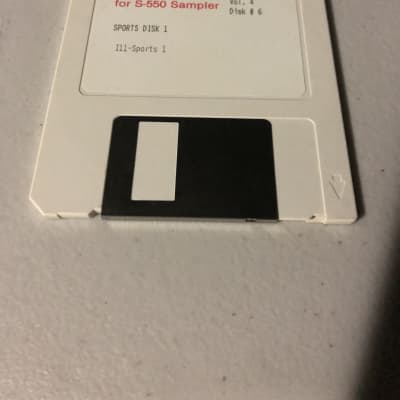 for S-550 Sampler
Vol. 4
Disk # 6
SPORTS DISK 1
Ill-Sports 1